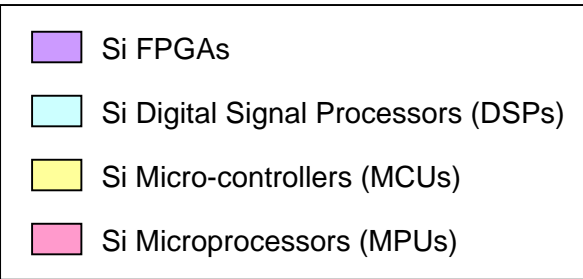 Si FPGAs
Si Digital Signal Processors (DSPs)
Si Micro-controllers (MCUs)
Si Microprocessors (MPUs)